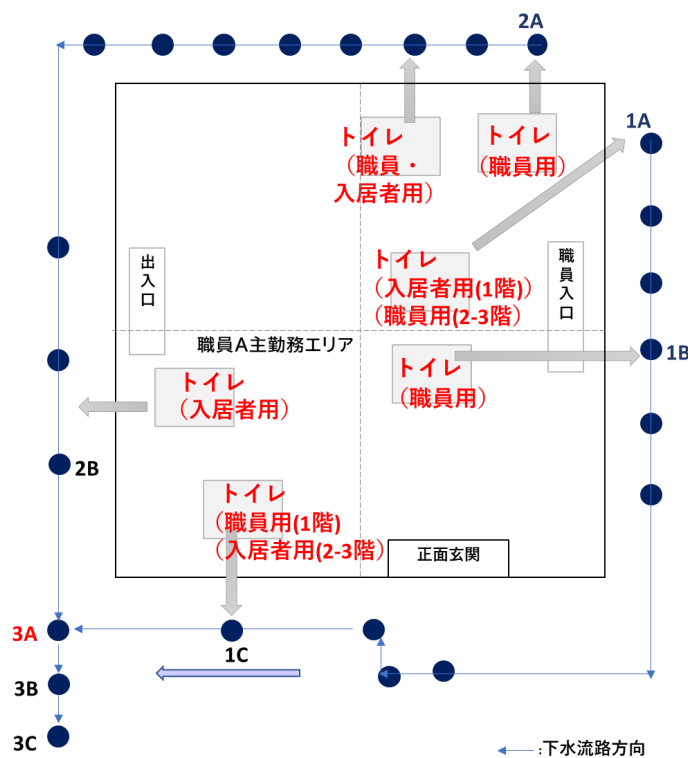 2A
1A
トイレ
(職員・
入居者用)
トイレ
(職員用)
トイレ
(入居者用(1階))
(職員用(2-3階)
出入口
職員入口
職員A主勤務エリア
1B
トイレ
(入居者用)
トイレ
(職員用)
2B
トイレ
(職員用(1階)
(入居者用(2-3階)
正面玄関
3A
1C
3B
3C
:下水流路方向